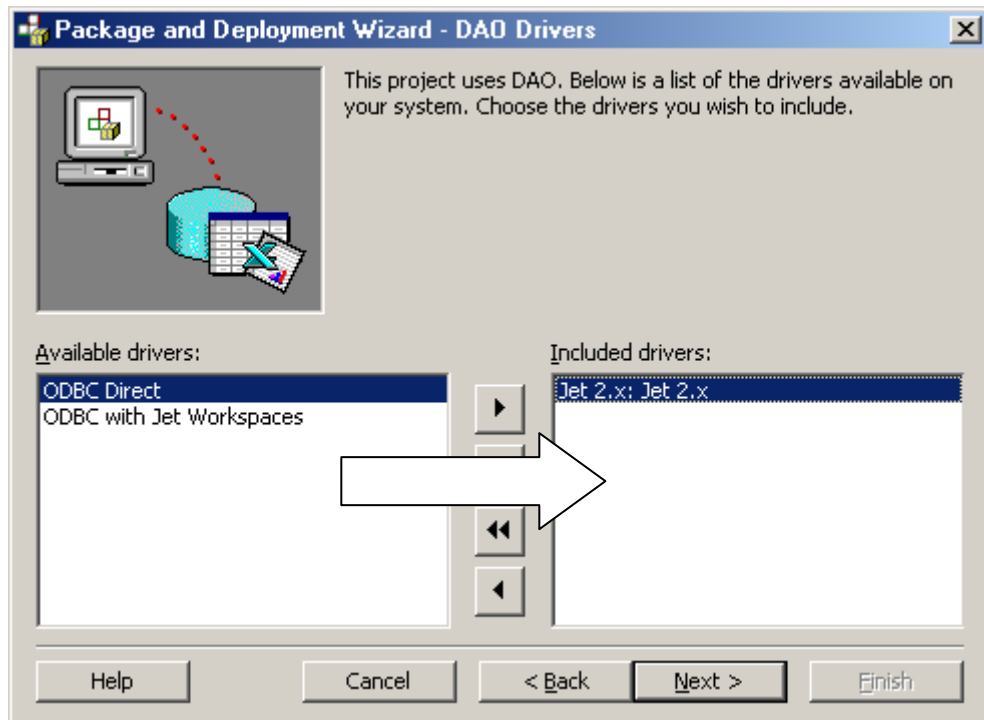 Package and Deployment Wizard - DAO Drivers
This project uses DAO. Below is a list of the drivers available on
your system. Choose the drivers you wish to include.
Available drivers:
ODBC Direct
ODBC with Jet Workspaces
Included drivers:
Jet 2.x: Jet 2.x
Help
Cancel
< Back
Next >
Finish